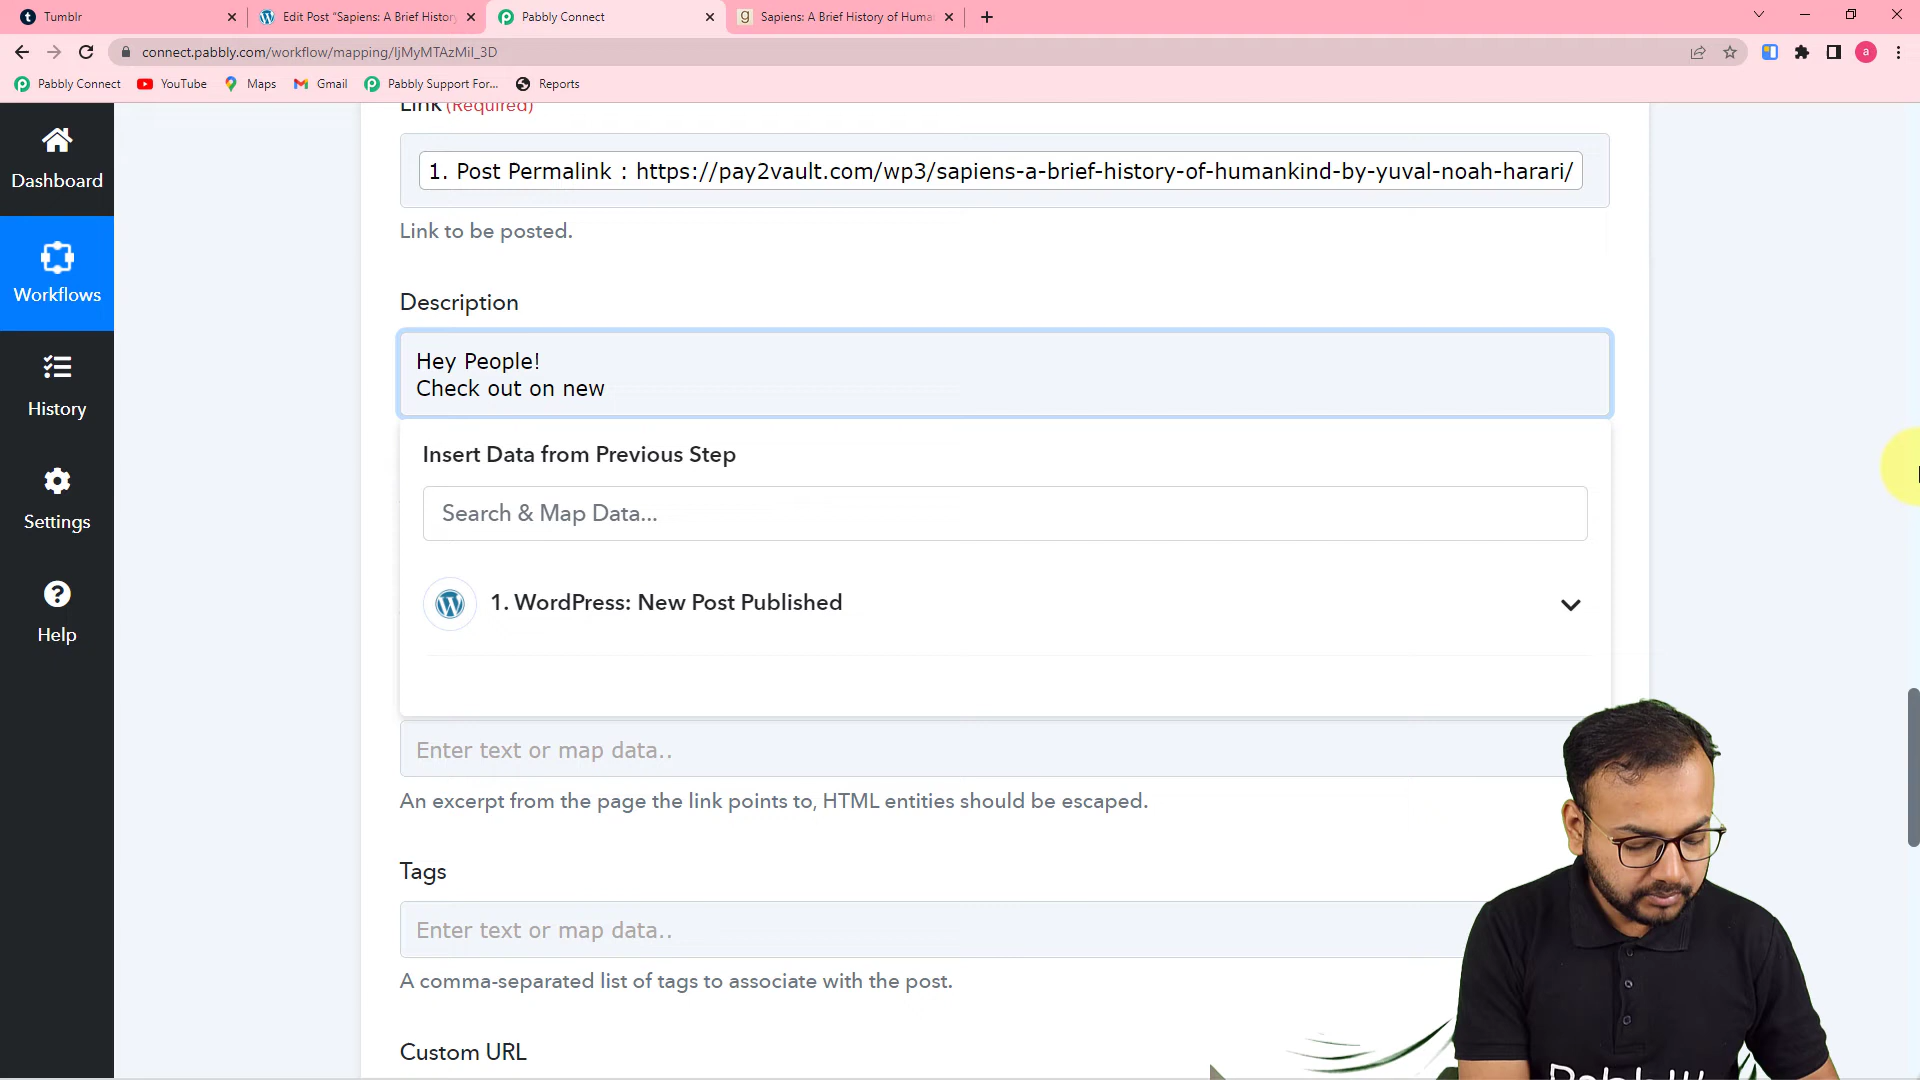 Tumblr
Edit Post "Sapiens: A Brief History
Pabbly Connect
Sapiens: A Brief History of Huma
connect.pabbly.com/workflow/mapping/IjMyMTAzMiI_3D
a
Pabbly Connect
YouTube
Maps
Gmail
Pabbly Support For...
Reports
Link (Required)
1. Post Permalink : https://pay2vault.com/wp3/sapiens-a-brief-history-of-humankind-by-yuval-noah-harari/
Link to be posted.
Dashboard
Workflows
History
Settings
Help
Description
Hey People!
Check out on new
Insert Data from Previous Step
Search & Map Data...
1. WordPress: New Post Published
Enter text or map data..
An excerpt from the page the link points to, HTML entities should be escaped.
Tags
Enter text or map data..
A comma-separated list of tags to associate with the post.
Custom URL